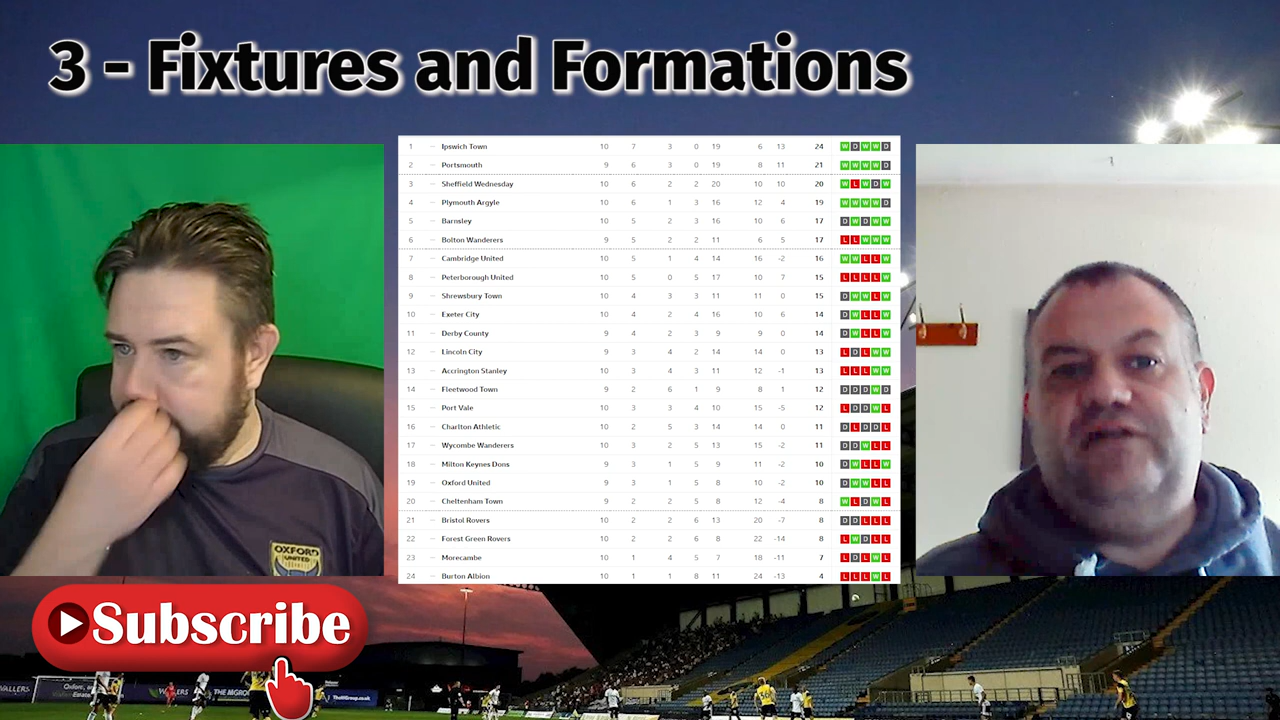 3 - Fixtures and Formations
1 — Ipswich Town 10 7 3 0 19 6 13 24 W D W W D
2 — Portsmouth 9 6 3 0 19 8 11 21 W W W W D
3 — Sheffield Wednesday 10 6 2 2 20 10 10 20 W L W D W
4 — Plymouth Argyle 10 6 1 3 16 12 4 19 W W W W D
5 — Barnsley 10 5 2 3 16 10 6 17 D W D W W
6 — Bolton Wanderers 9 5 2 2 11 6 5 17 L L W W W
7 — Cambridge United 10 5 1 4 14 16 -2 16 W W L L W
8 — Peterborough United 10 5 0 5 17 10 7 15 L L L L W
9 — Shrewsbury Town 10 4 3 3 11 11 0 15 D W W L W
10 — Exeter City 10 4 2 4 16 10 6 14 D W L L W
11 — Derby County 9 4 2 3 9 9 0 14 D W L L W
12 — Lincoln City 9 3 4 2 14 14 0 13 L D L W W
13 — Accrington Stanley 10 3 4 3 11 12 -1 13 L L L W W
14 — Fleetwood Town 9 2 6 1 9 8 1 12 D D D W D
15 — Port Vale 10 3 3 4 10 15 -5 12 L D D W L
16 — Charlton Athletic 10 2 5 3 14 14 0 11 D L D D L
17 — Wycombe Wanderers 10 3 2 5 13 15 -2 11 D D W L L
18 — Milton Keynes Dons 9 3 1 5 9 11 -2 10 D W L L W
19 — Oxford United 9 3 1 5 8 10 -2 10 D W W L L
20 — Cheltenham Town 9 2 2 5 8 12 -4 8 W L D W L
21 — Bristol Rovers 10 2 2 6 13 20 -7 8 D D L L L
22 — Forest Green Rovers 10 2 2 6 8 22 -14 8 L W D L L
23 — Morecambe 10 1 4 5 7 18 -11 7 L D L W L
24 — Burton Albion 10 1 1 8 11 24 -13 4 L L L W L
OXFORD
UNITED
Subscribe